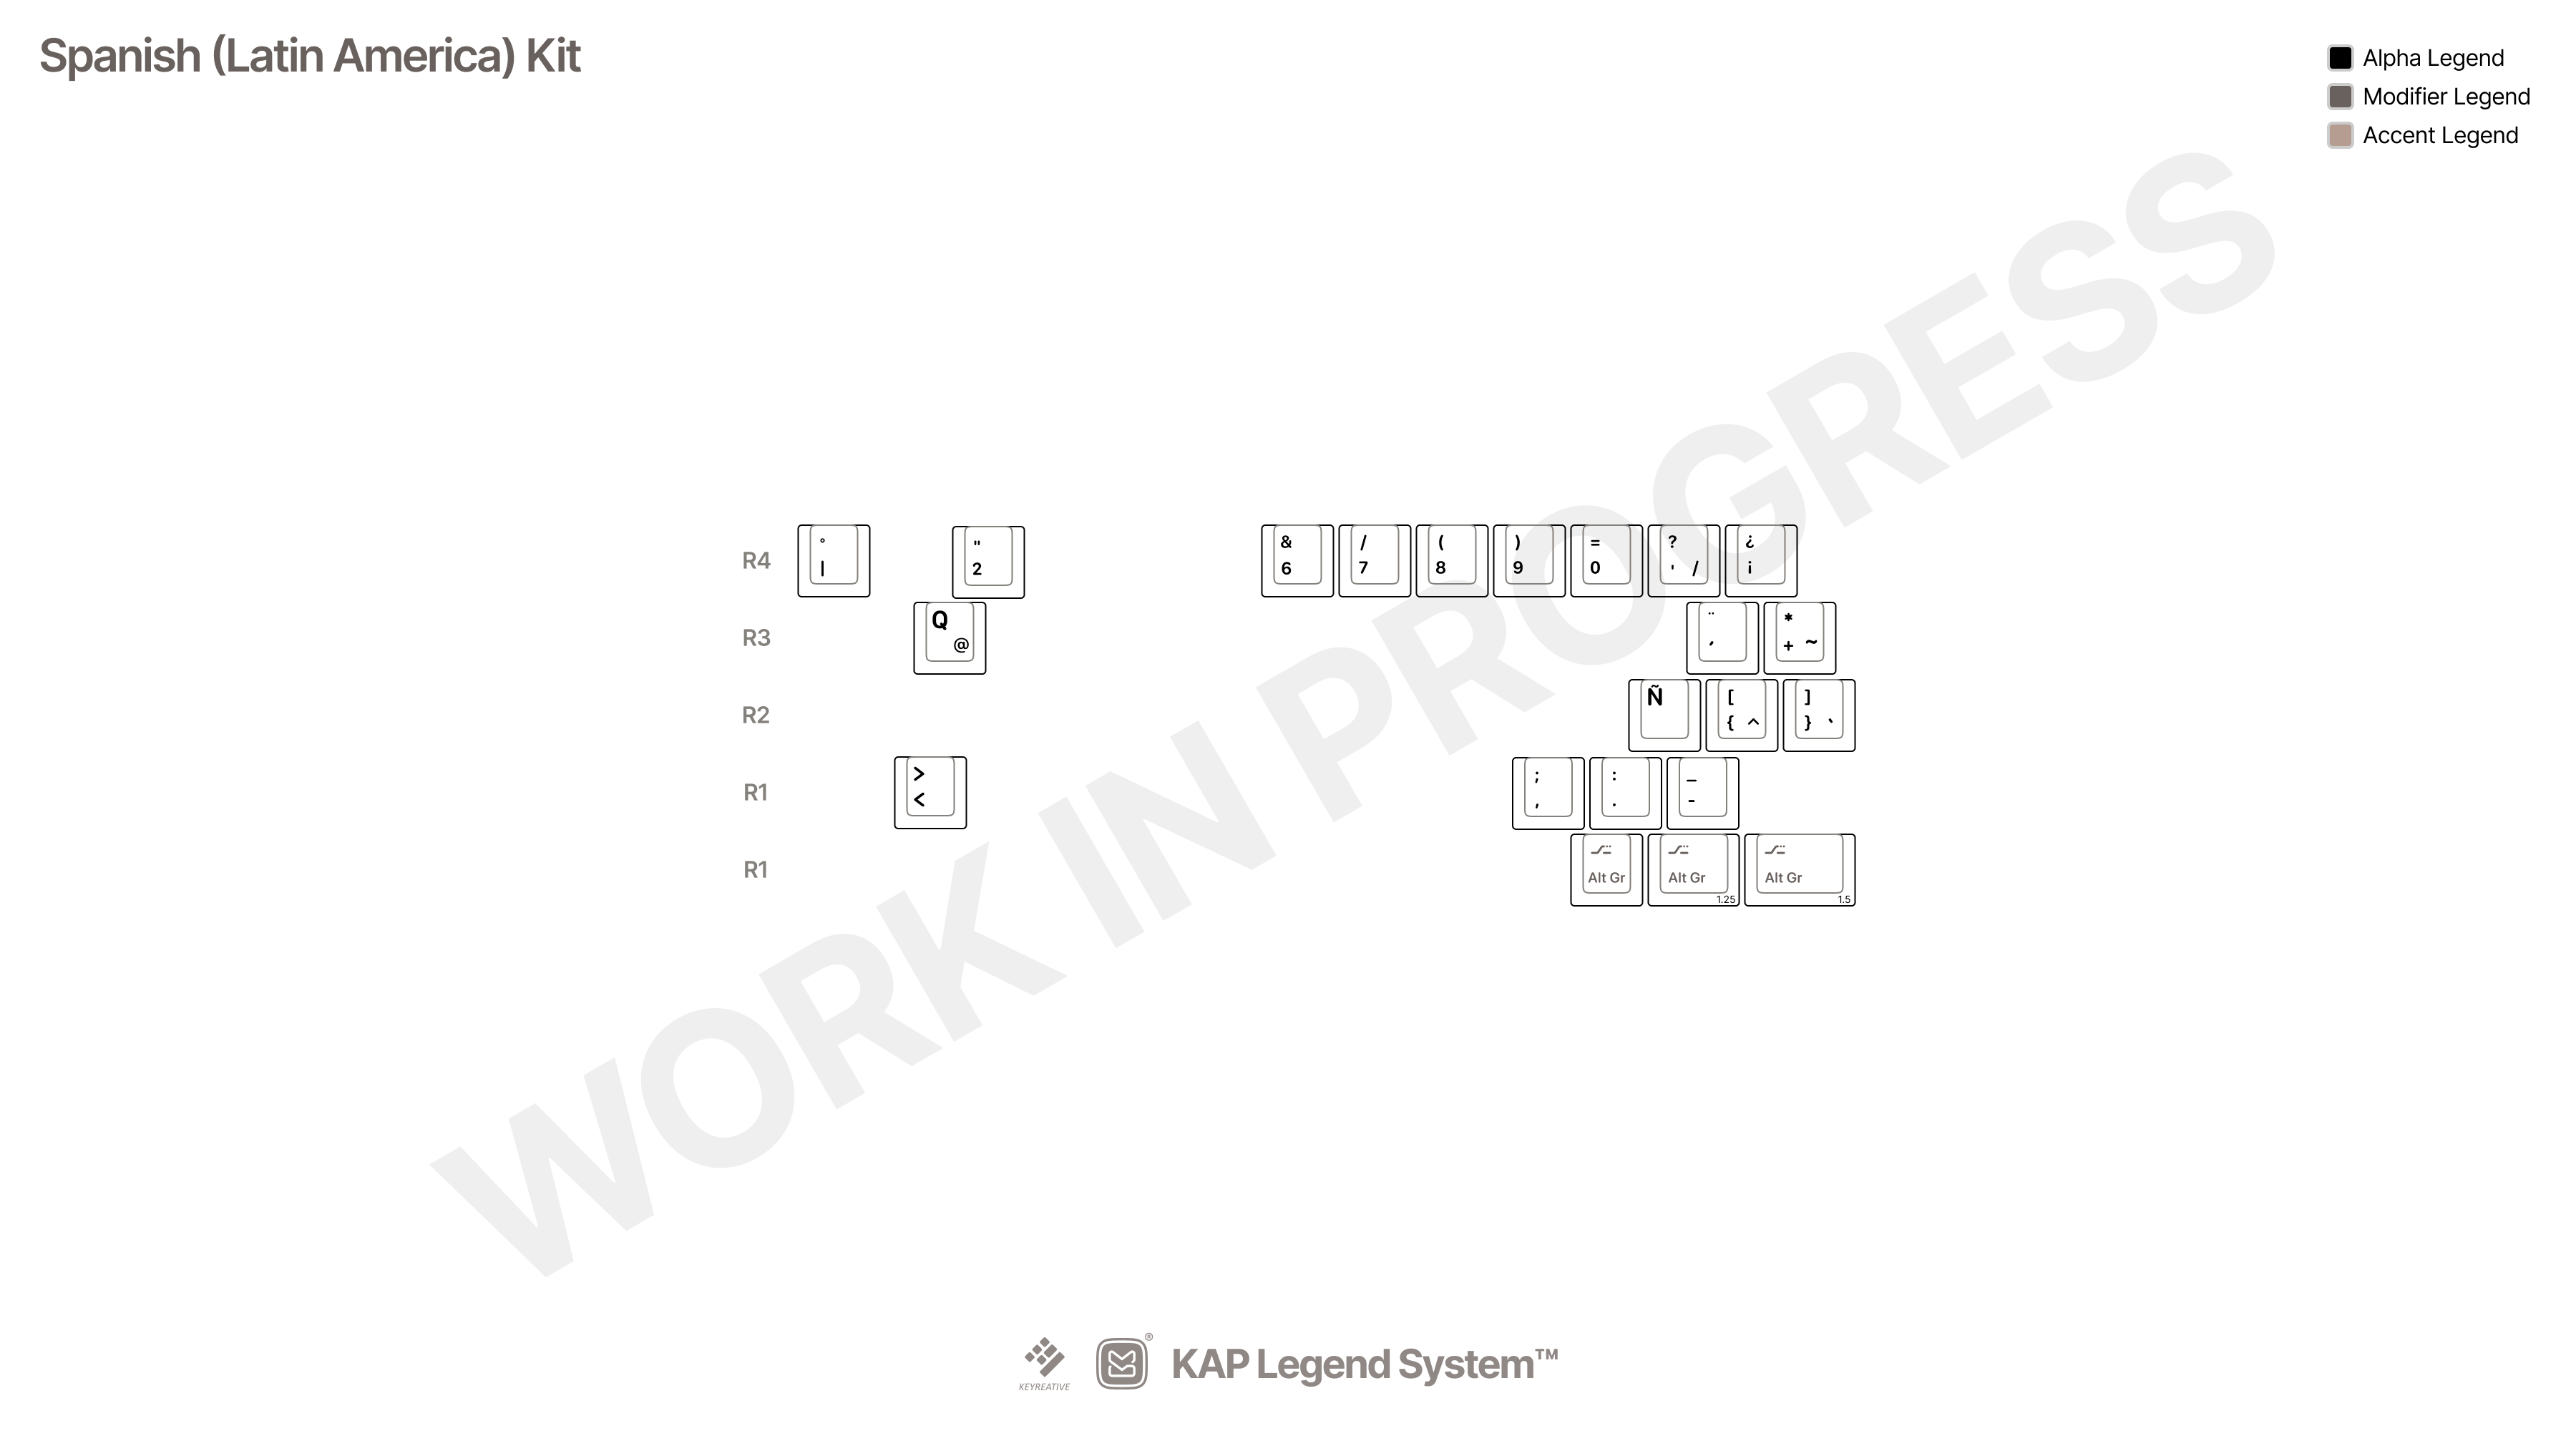 Spanish (Latin America) Kit
Alpha Legend
Modifier Legend
Accent Legend
WORK IN PROGRESS
R4
°
|
"
2
&
6
/
7
(
8
)
9
=
0
?
' /
¿
¡
R3
Q
@
¨
´
*
+ ~
R2
Ñ
[
{ ^
]
} `
R1
>
<
;
,
:
.
_
-
R1
Alt Gr
Alt Gr
1.25
Alt Gr
1.5
KEYREATIVE
®
KAP Legend System™